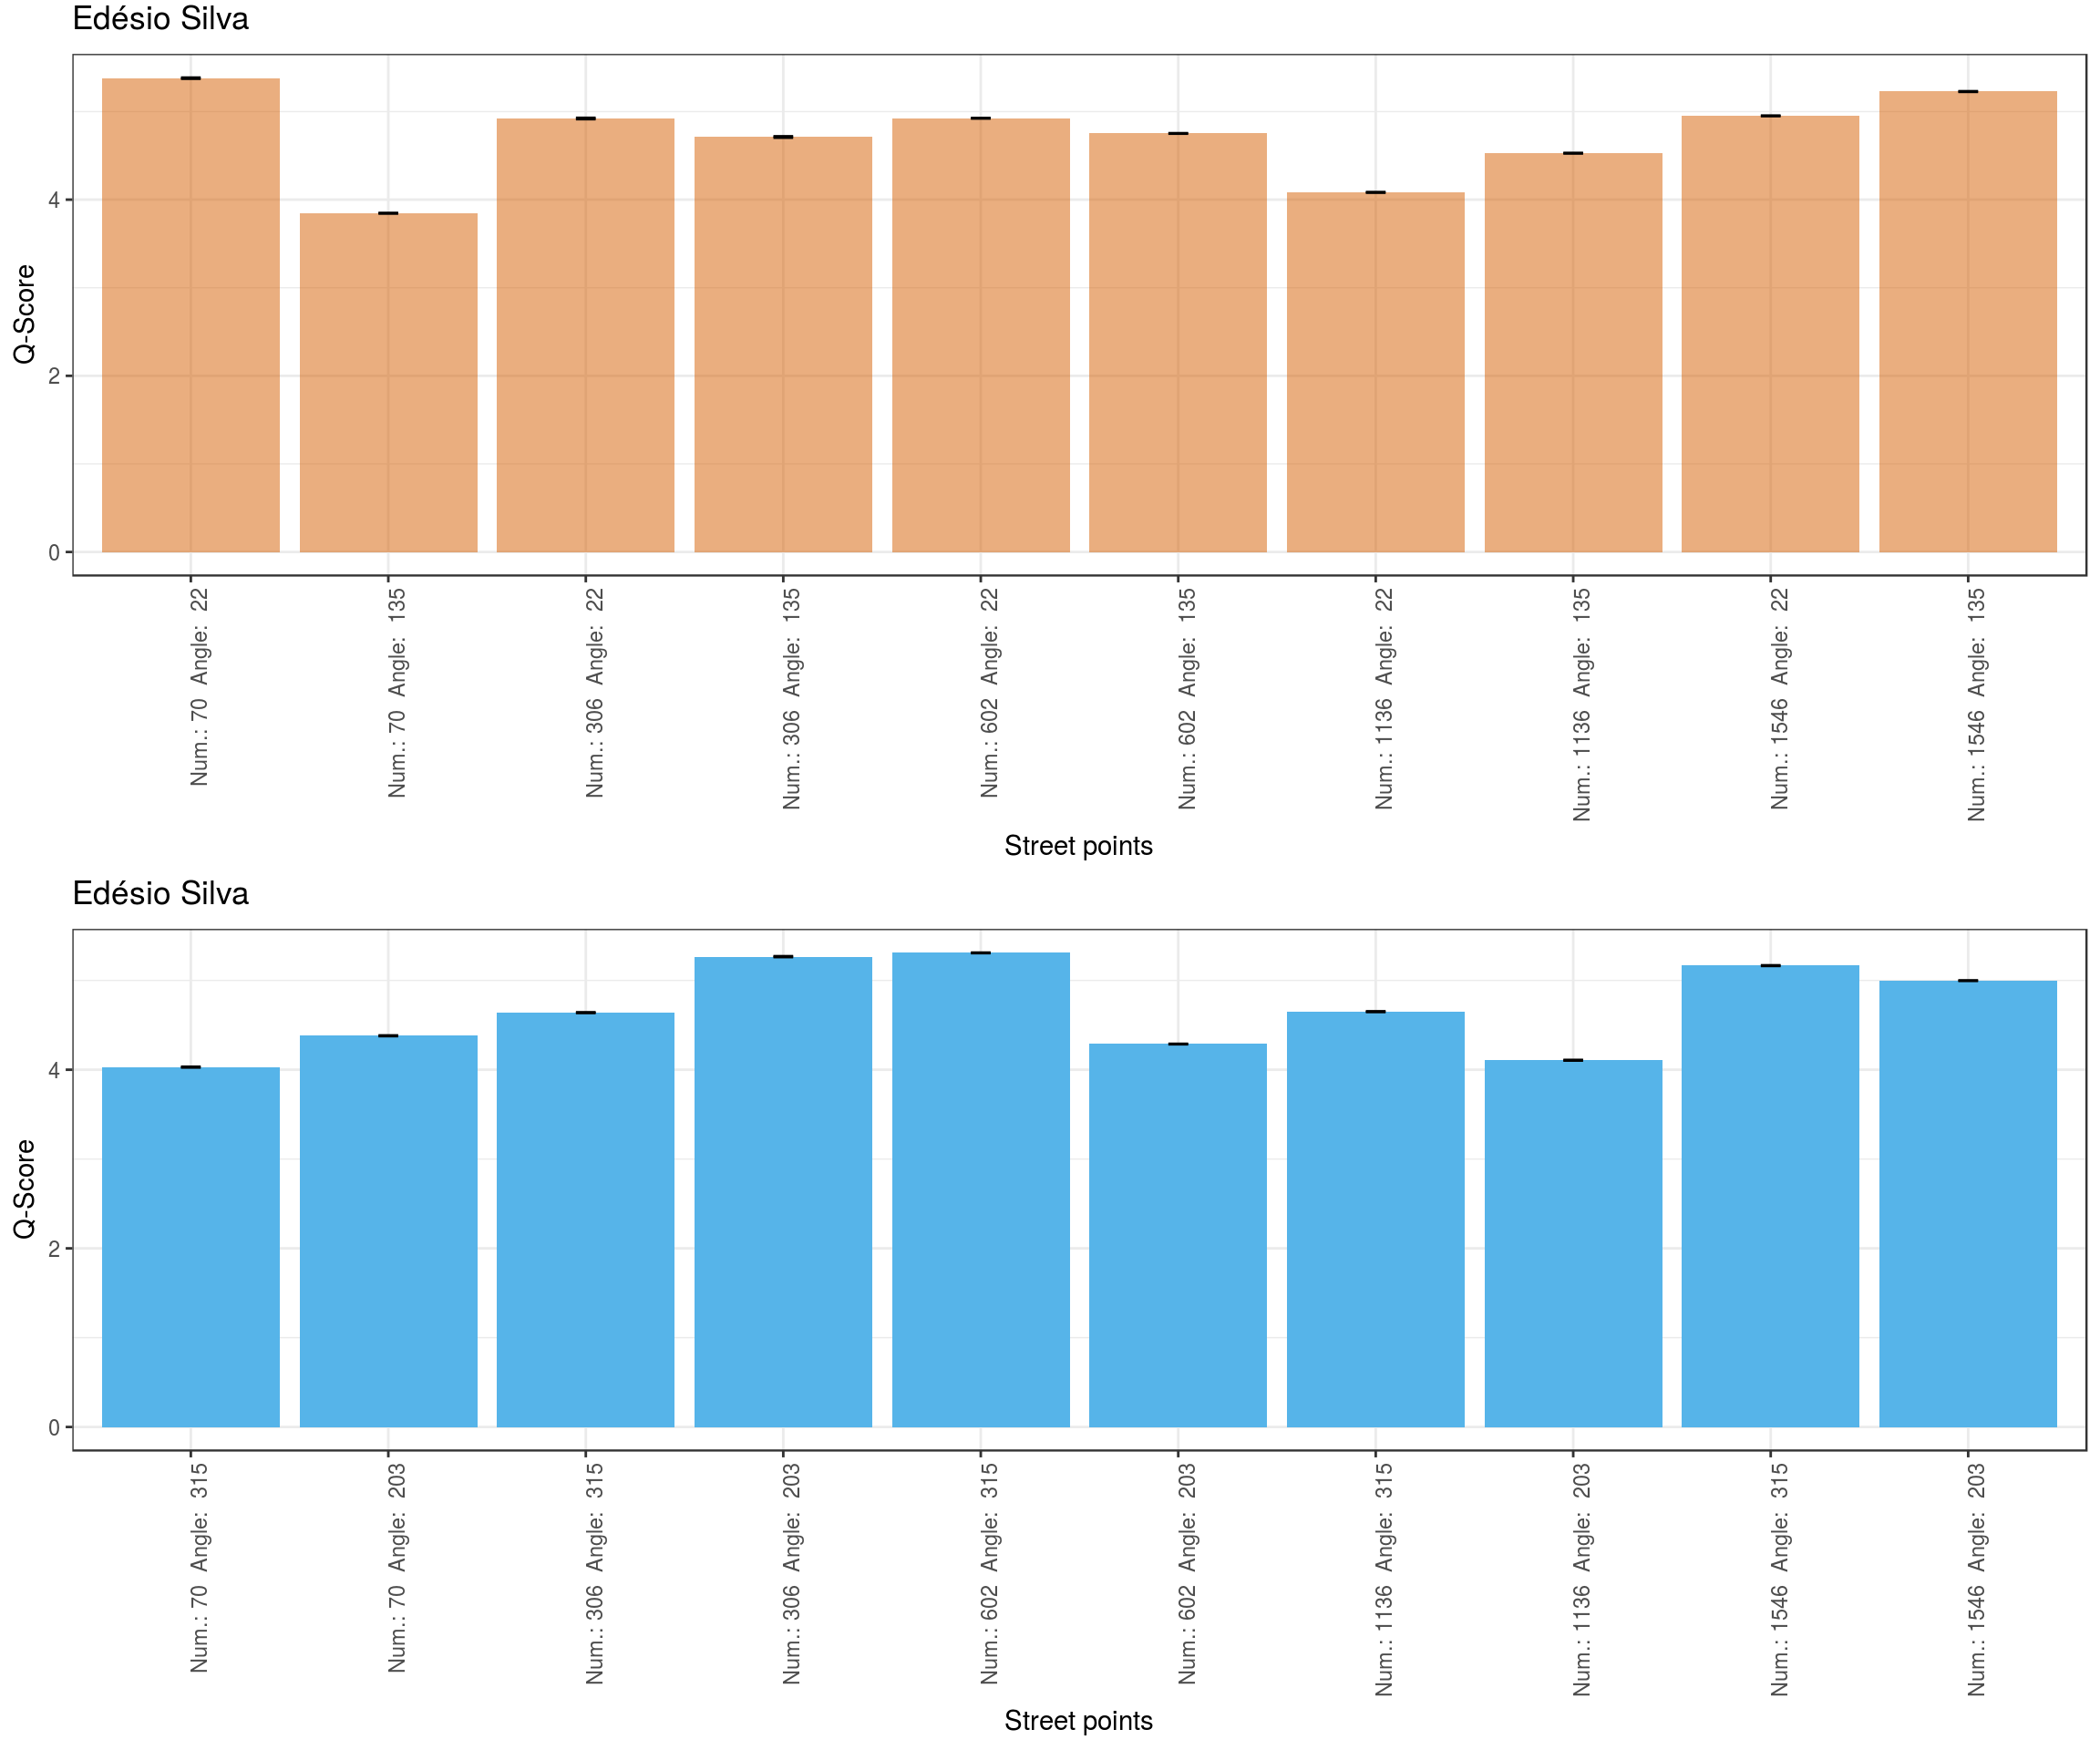 Edésio Silva
Q-Score
4
2
0
Num.: 70 Angle: 22
Num.: 70 Angle: 135
Num.: 306 Angle: 22
Num.: 306 Angle: 135
Num.: 602 Angle: 22
Num.: 602 Angle: 135
Num.: 1136 Angle: 22
Num.: 1136 Angle: 135
Num.: 1546 Angle: 22
Num.: 1546 Angle: 135
Street points
Edésio Silva
Q-Score
4
2
0
Num.: 70 Angle: 315
Num.: 70 Angle: 203
Num.: 306 Angle: 315
Num.: 306 Angle: 203
Num.: 602 Angle: 315
Num.: 602 Angle: 203
Num.: 1136 Angle: 315
Num.: 1136 Angle: 203
Num.: 1546 Angle: 315
Num.: 1546 Angle: 203
Street points